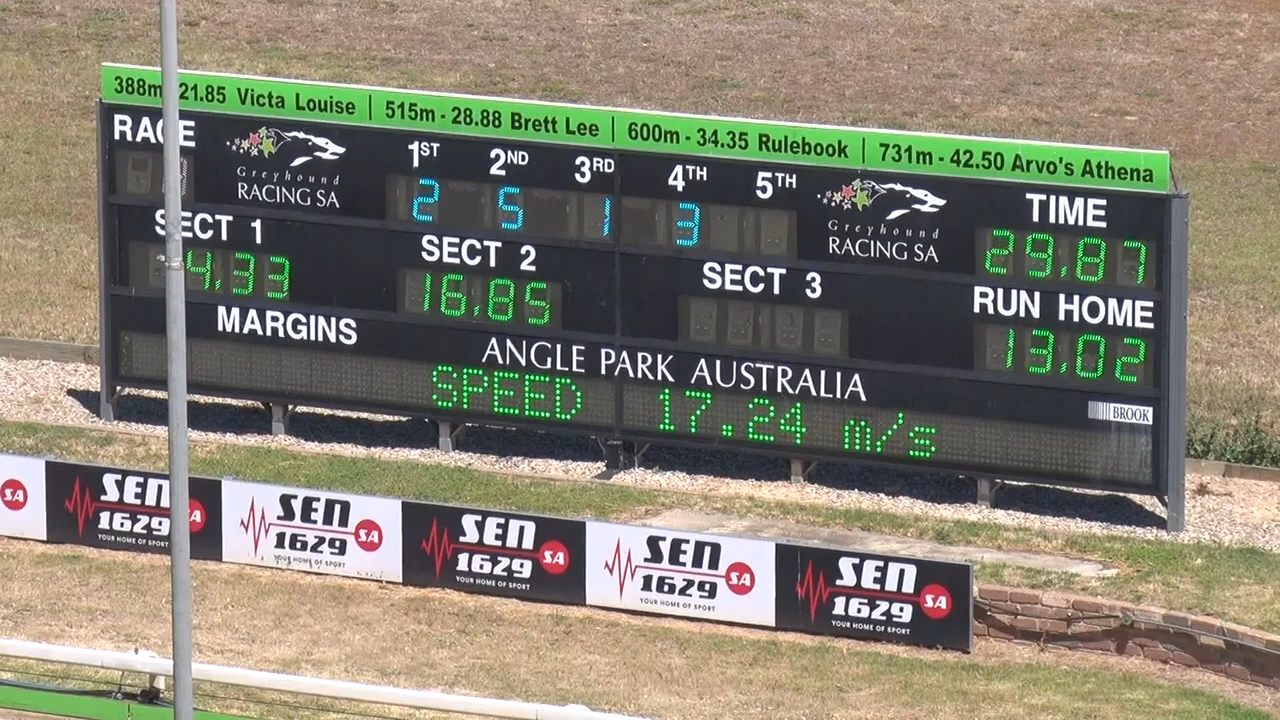 388m 21.85 Victa Louise | 515m - 28.88 Brett Lee | 600m - 34.35 Rulebook | 731m - 42.50 Arvo's Athena
RACE
Greyhound
RACING SA
1ST 2ND 3RD 4TH 5TH
2 5 1 3
Greyhound
RACING SA
TIME
29.87
SECT 1
4.33
SECT 2
16.85
SECT 3
RUN HOME
13.02
MARGINS
ANGLE PARK AUSTRALIA
BROOK
SPEED 17.24 m/s
SA
SEN
1629
YOUR HOME OF SPORT
SEN
1629
SA
YOUR HOME OF SPORT
SEN
1629
SA
YOUR HOME OF SPORT
SEN
1629
SA
YOUR HOME OF SPORT
SEN
1629
SA
YOUR HOME OF SPORT